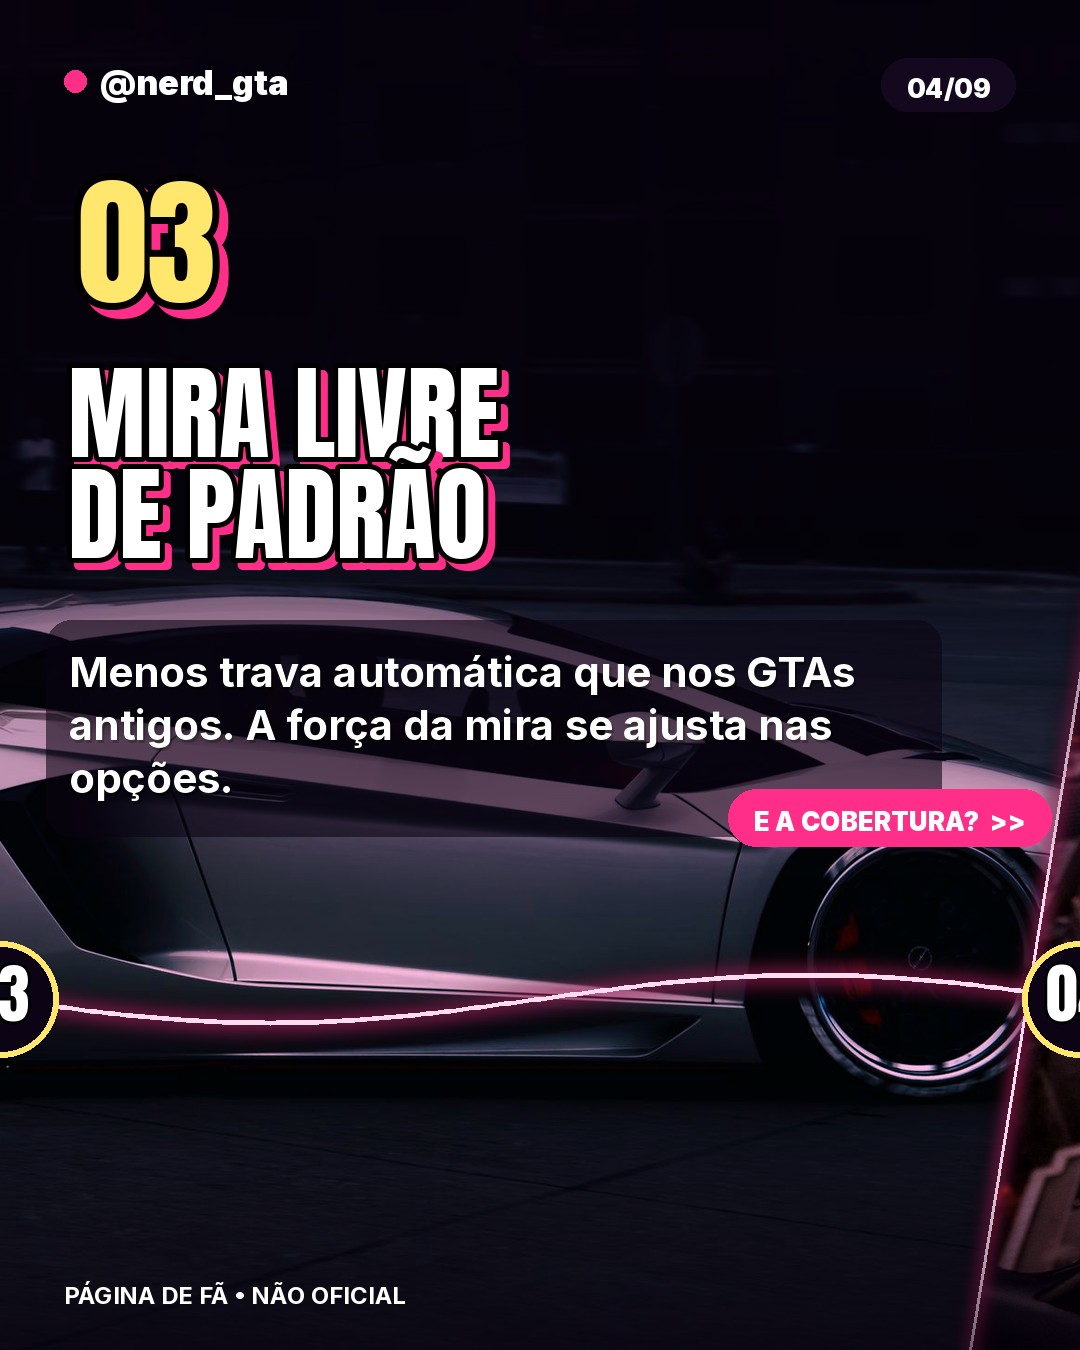 @nerd_gta
04/09
03
MIRA LIVRE
DE PADRÃO
Menos trava automática que nos GTAs
antigos. A força da mira se ajusta nas
opções.
E A COBERTURA? >>
3
0
PÁGINA DE FÃ • NÃO OFICIAL